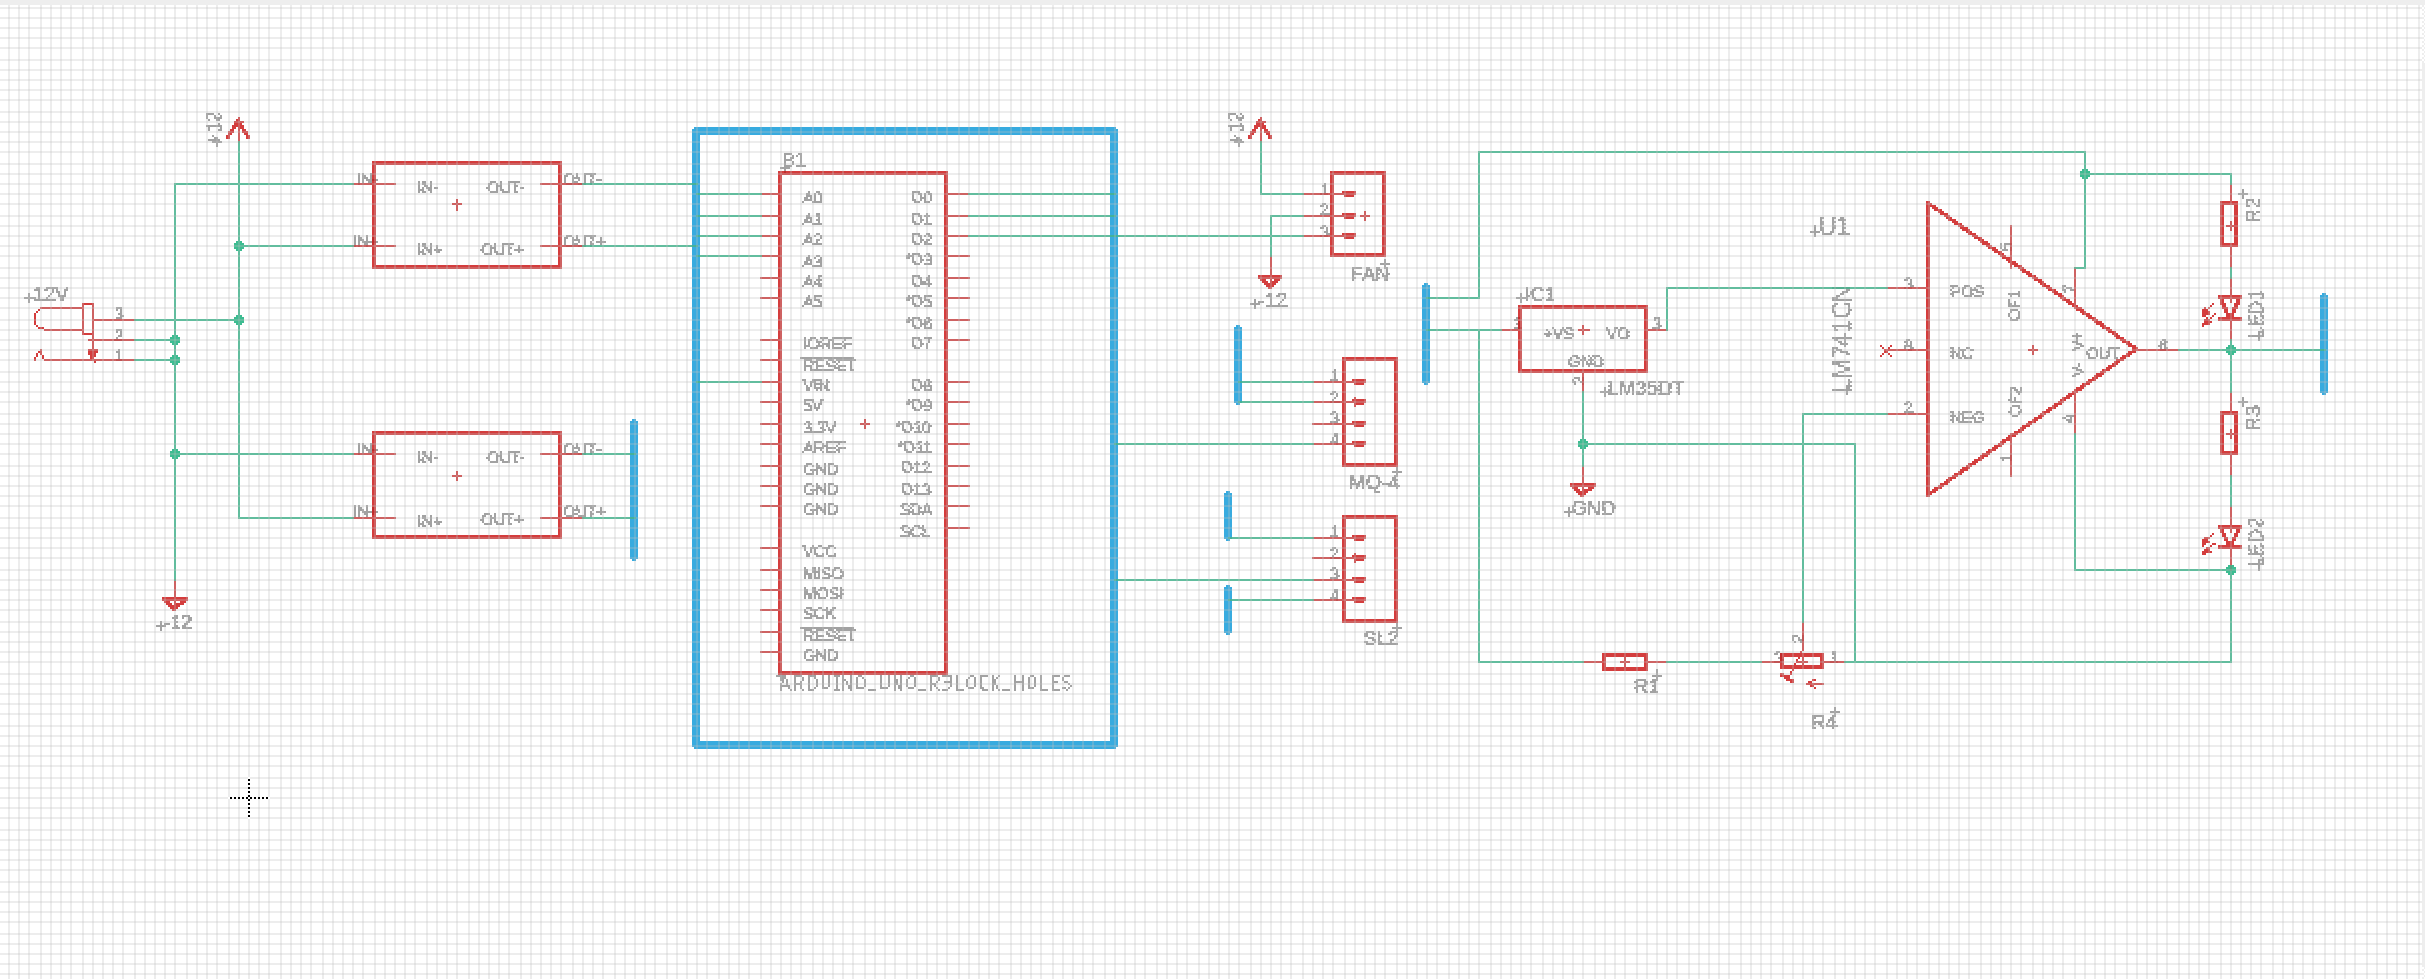 +12
IN-
IN-
OUT-
OUT-
IN+
IN+
OUT+
OUT+
+12V
3
2
1
IN-
IN-
OUT-
OUT-
IN+
IN+
OUT+
OUT+
-12
B1
A0
A1
A2
A3
A4
A5
IOREF
RESET
VIN
5V
3.3V
AREF
GND
GND
GND
VCC
MISO
MOSI
SCK
RESET
GND
D0
D1
D2
*D3
D4
*D5
*D6
D7
D8
*D9
*D10
*D11
D12
D13
SDA
SCL
ARDUINO_UNO_R3LOCK_HOLES
+12
1
2
3
FAN
-12
1
2
3
4
MQ-4
1
2
3
4
SL2
IC1
+VS
VO
GND
1
3
2
LM35DT
GND
R1
2
3
R4
U1
LM741CN
3
POS
8
NC
2
NEG
5
OF1
OF2
1
7
V+
V-
4
OUT
6
R2
LED1
R3
LED2